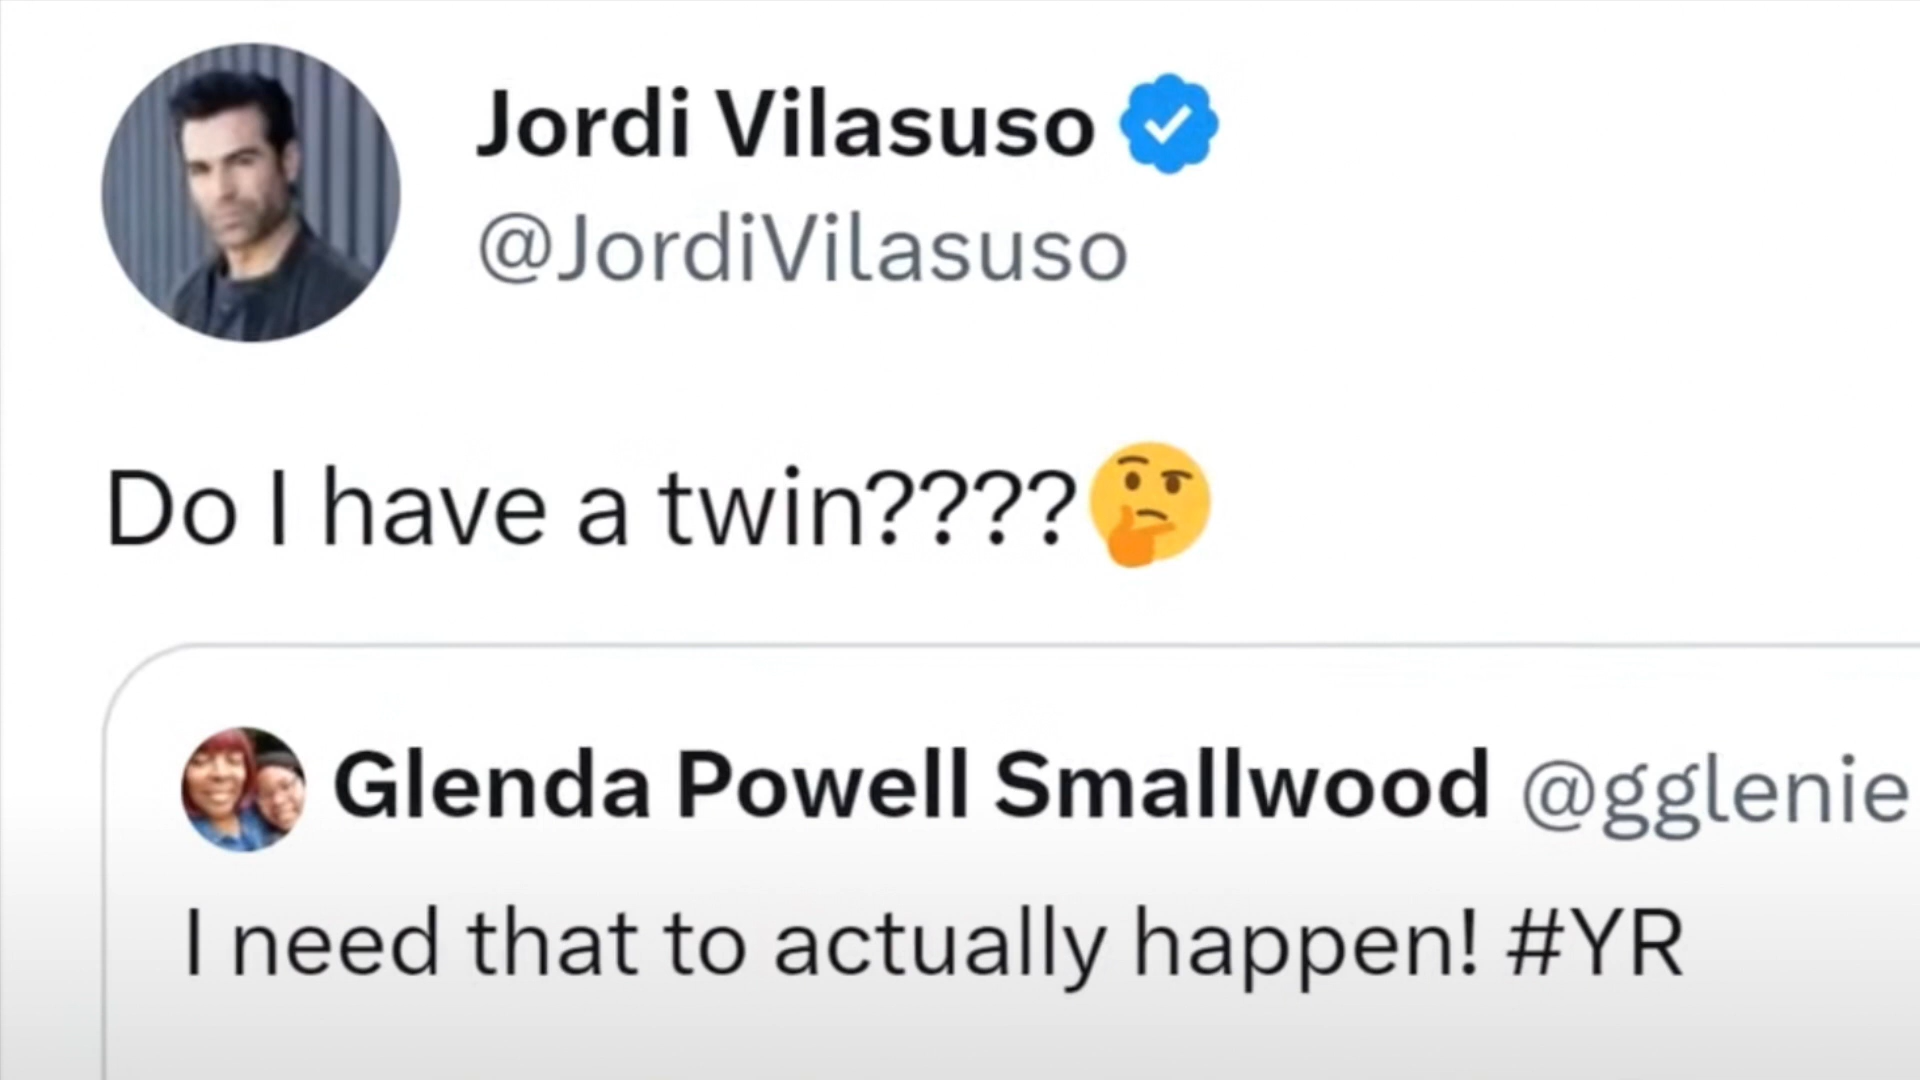 Jordi Vilasuso
@JordiVilasuso
Do I have a twin????🤔
Glenda Powell Smallwood @gglenie
I need that to actually happen! #YR